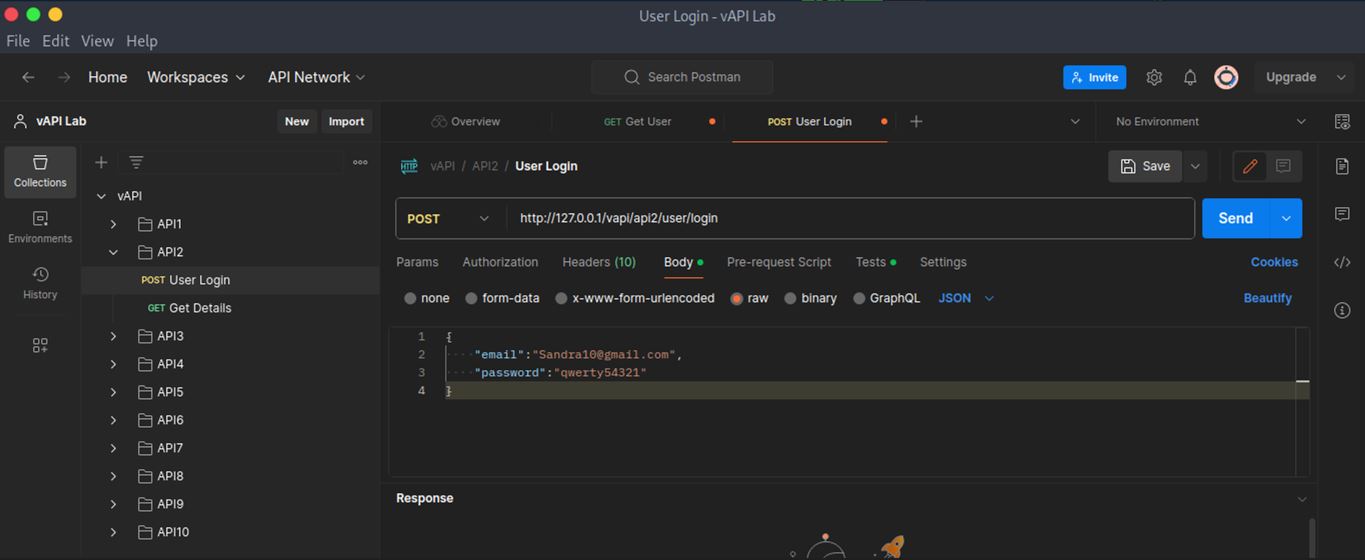 User Login - vAPI Lab
File Edit View Help
Home Workspaces API Network Search Postman Invite Upgrade
vAPI Lab New Import Overview GET Get User POST User Login No Environment
Collections
Environments
History
vAPI
API1
API2
POST User Login
GET Get Details
API3
API4
API5
API6
API7
API8
API9
API10
HTTP vAPI / API2 / User Login Save
POST http://127.0.0.1/vapi/api2/user/login Send
Params Authorization Headers (10) Body Pre-request Script Tests Settings Cookies
none form-data x-www-form-urlencoded raw binary GraphQL JSON Beautify
1 {
2 "email":"Sandra10@gmail.com",
3 "password":"qwerty54321"
4 }
Response